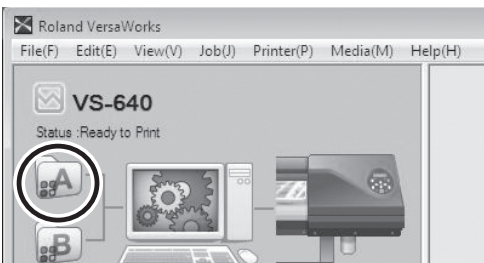 Roland VersaWorks
File(F) Edit(E) View(V) Job(J) Printer(P) Media(M) Help(H)
VS-640
Status :Ready to Print
A
B